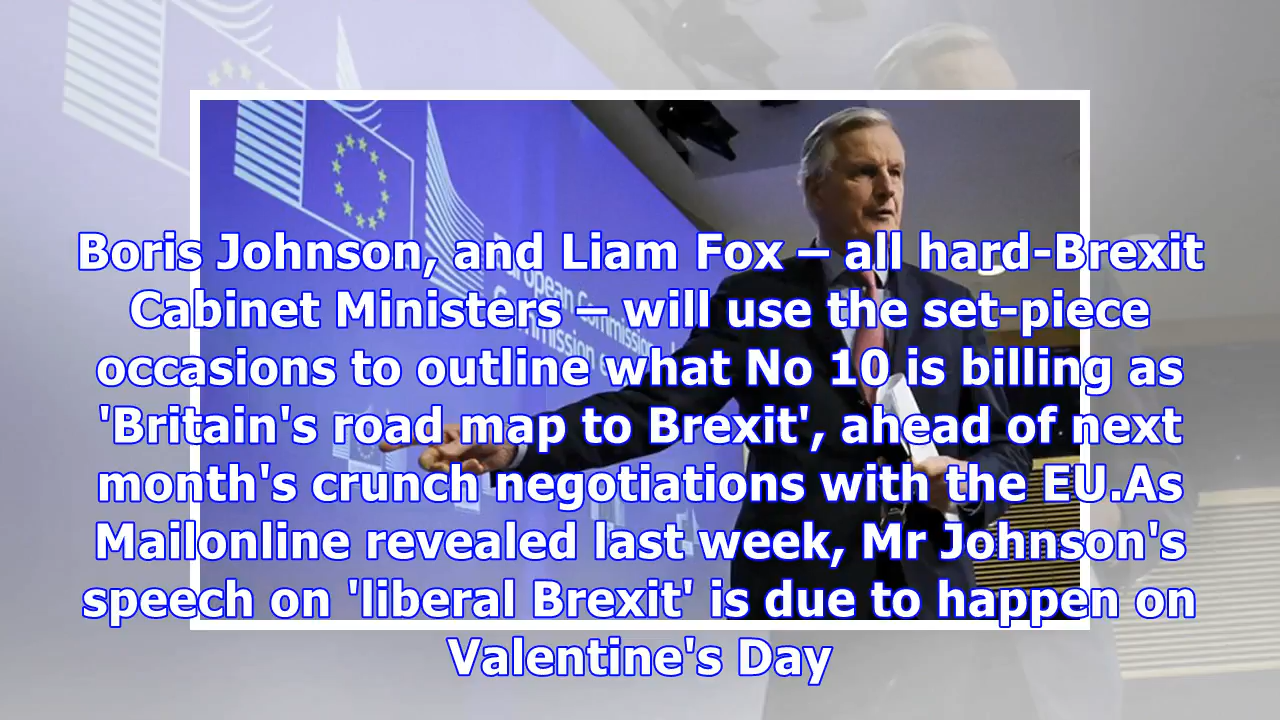 Boris Johnson, and Liam Fox – all hard-Brexit
Cabinet Ministers – will use the set-piece
occasions to outline what No 10 is billing as
'Britain's road map to Brexit', ahead of next
month's crunch negotiations with the EU.As
Mailonline revealed last week, Mr Johnson's
speech on 'liberal Brexit' is due to happen on
Valentine's Day
European Commission